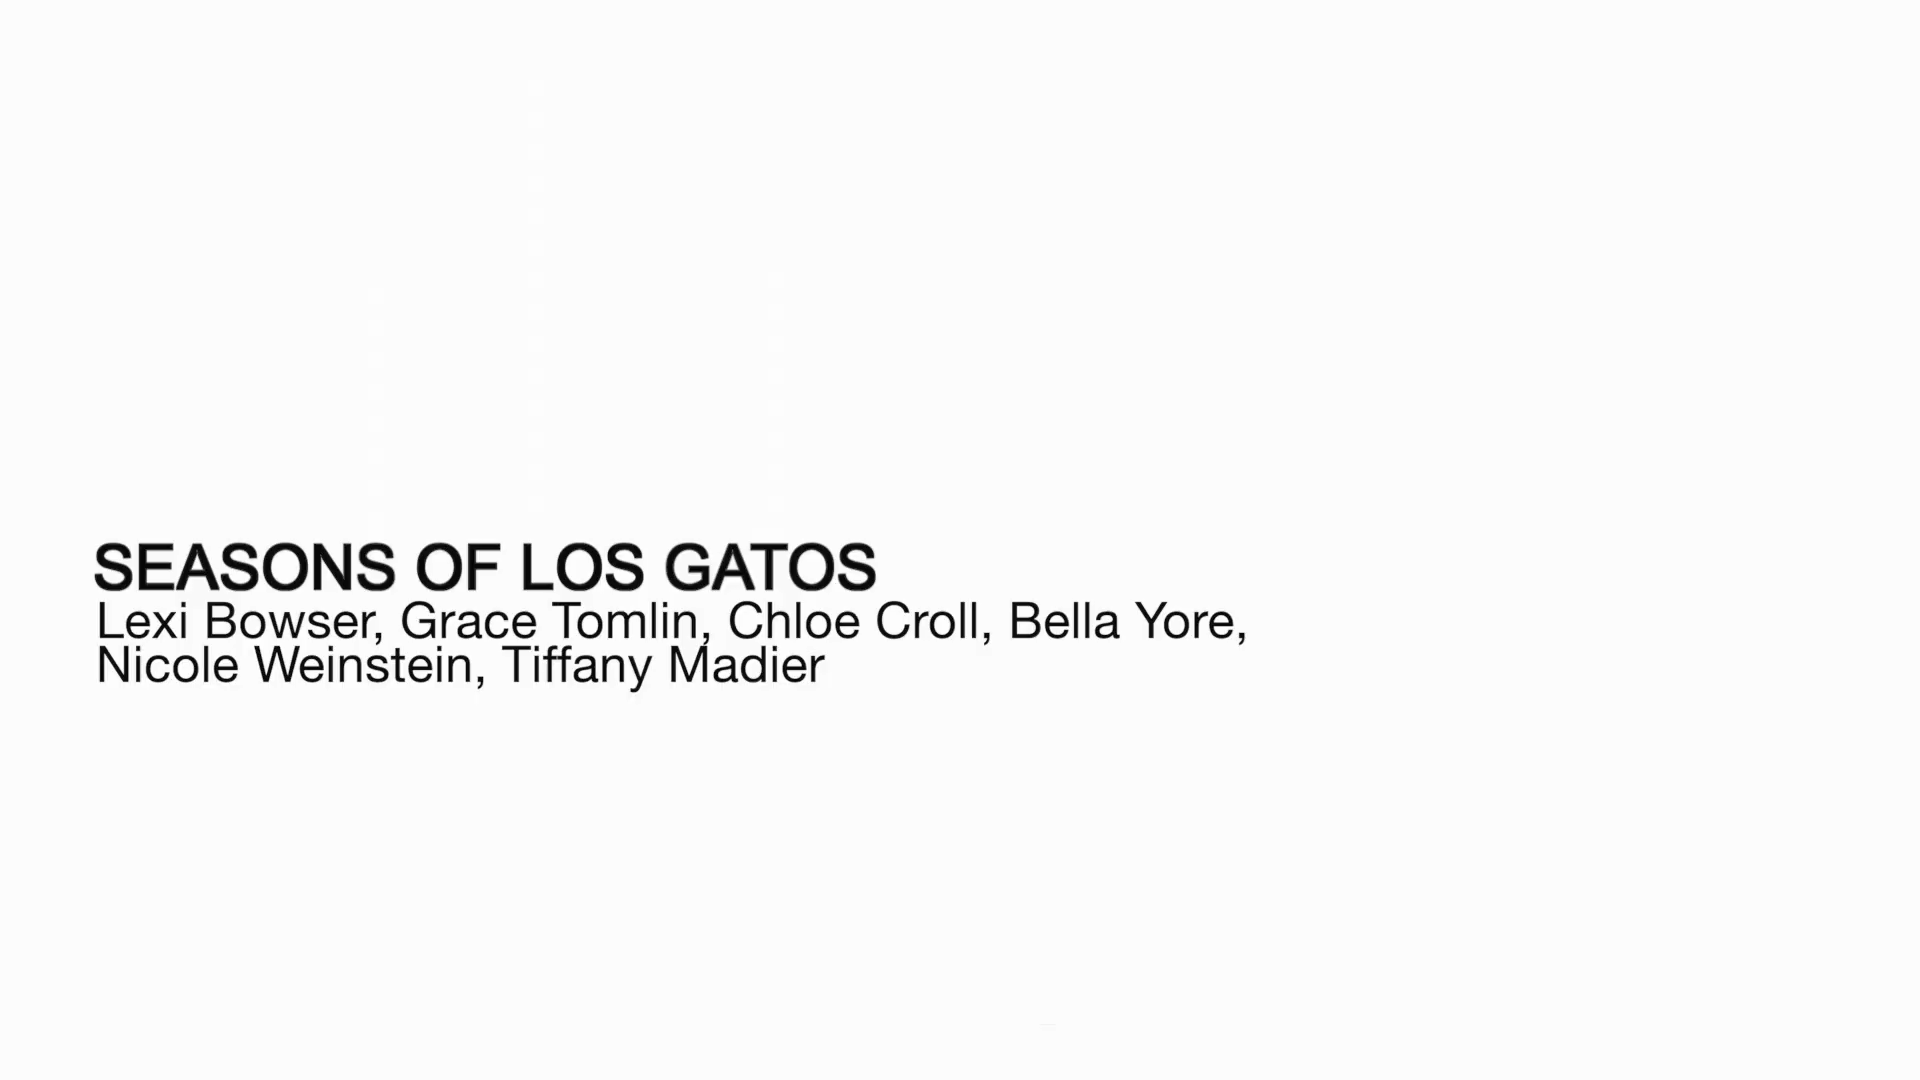 SEASONS OF LOS GATOS
Lexi Bowser, Grace Tomlin, Chloe Croll, Bella Yore,
Nicole Weinstein, Tiffany Madier